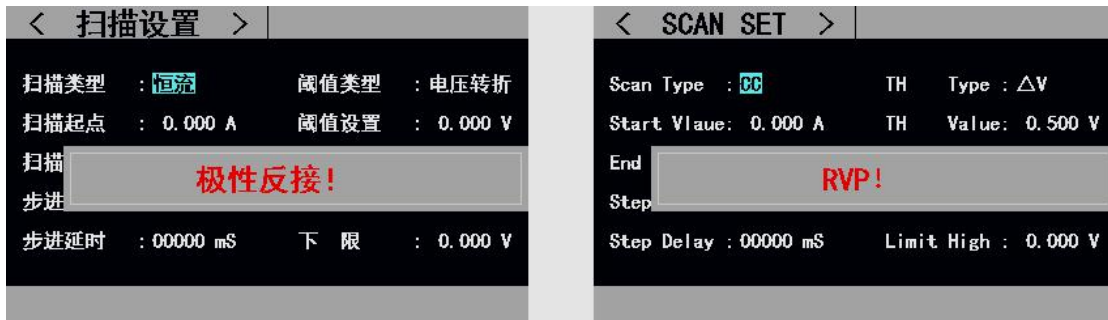 < 扫描设置 >
扫描类型 : 恒流 阈值类型 : 电压转折
扫描起点 : 0.000 A 阈值设置 : 0.000 V
扫描
极性反接!
步进
步进延时 : 00000 mS 下 限 : 0.000 V
< SCAN SET >
Scan Type : CC TH Type : △V
Start Vlaue: 0.000 A TH Value: 0.500 V
End
RVP!
Step
Step Delay : 00000 mS Limit High : 0.000 V